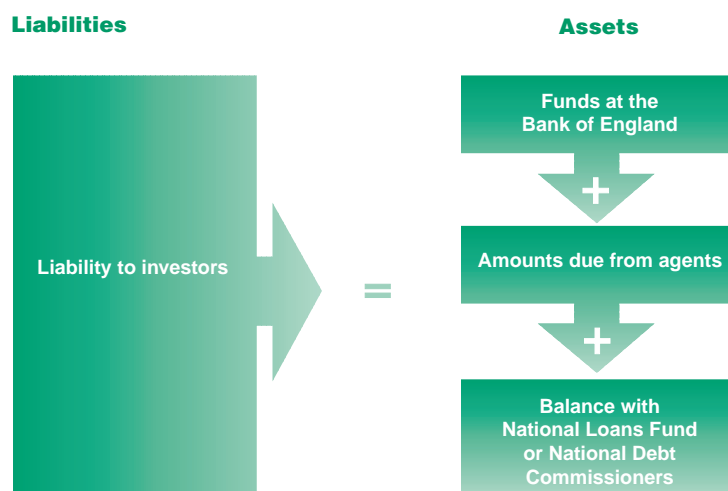 Liabilities
Assets
Liability to investors
=
Funds at the
Bank of England
+
Amounts due from agents
+
Balance with
National Loans Fund
or National Debt
Commissioners